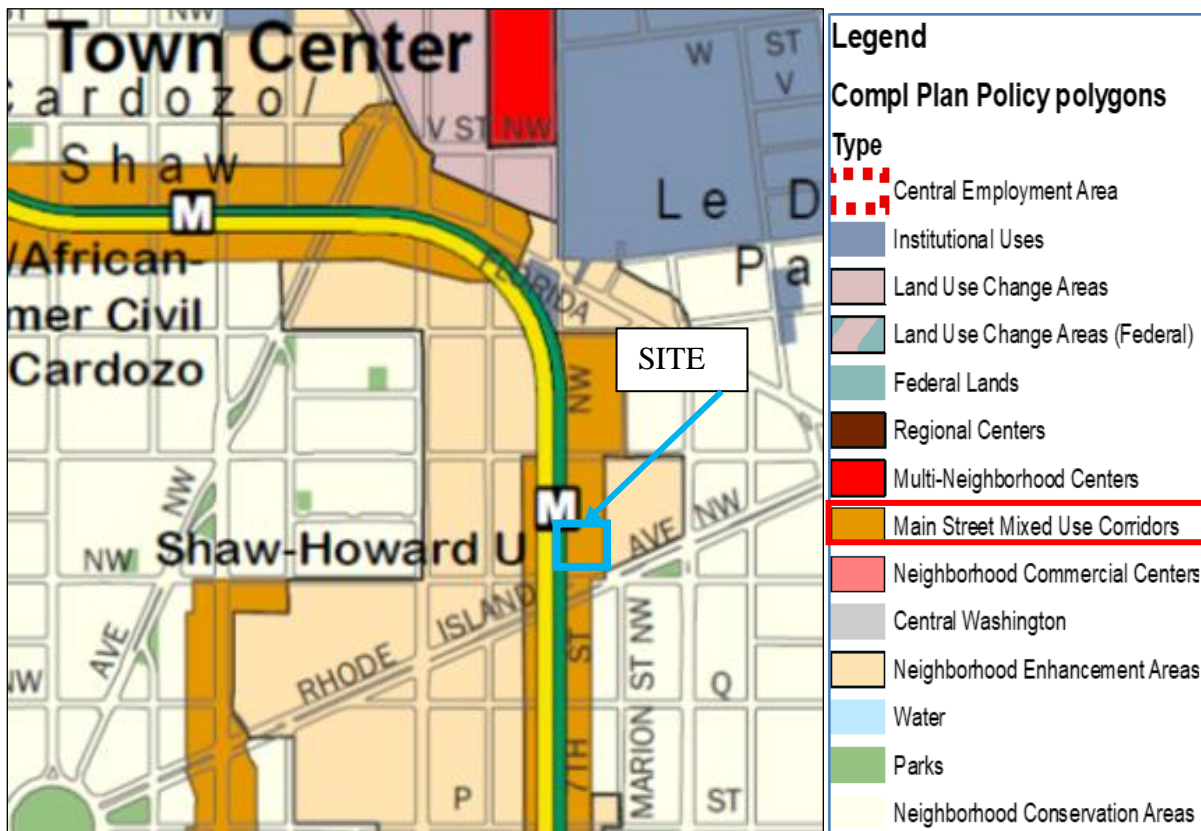 Town Center
Cardozo/
Shaw
M
W ST
V
V ST NW
Le D
Pa
/African-
mer Civil
Cardozo
FLORIDA
SITE
NW
NW
AVE
M
Shaw-Howard U
NW
AVE NW
RHODE ISLAND
ST
MARION ST NW
Q
NW
P
7TH
ST
Legend
Compl Plan Policy polygons
Type
Central Employment Area
Institutional Uses
Land Use Change Areas
Land Use Change Areas (Federal)
Federal Lands
Regional Centers
Multi-Neighborhood Centers
Main Street Mixed Use Corridors
Neighborhood Commercial Centers
Central Washington
Neighborhood Enhancement Areas
Water
Parks
Neighborhood Conservation Areas